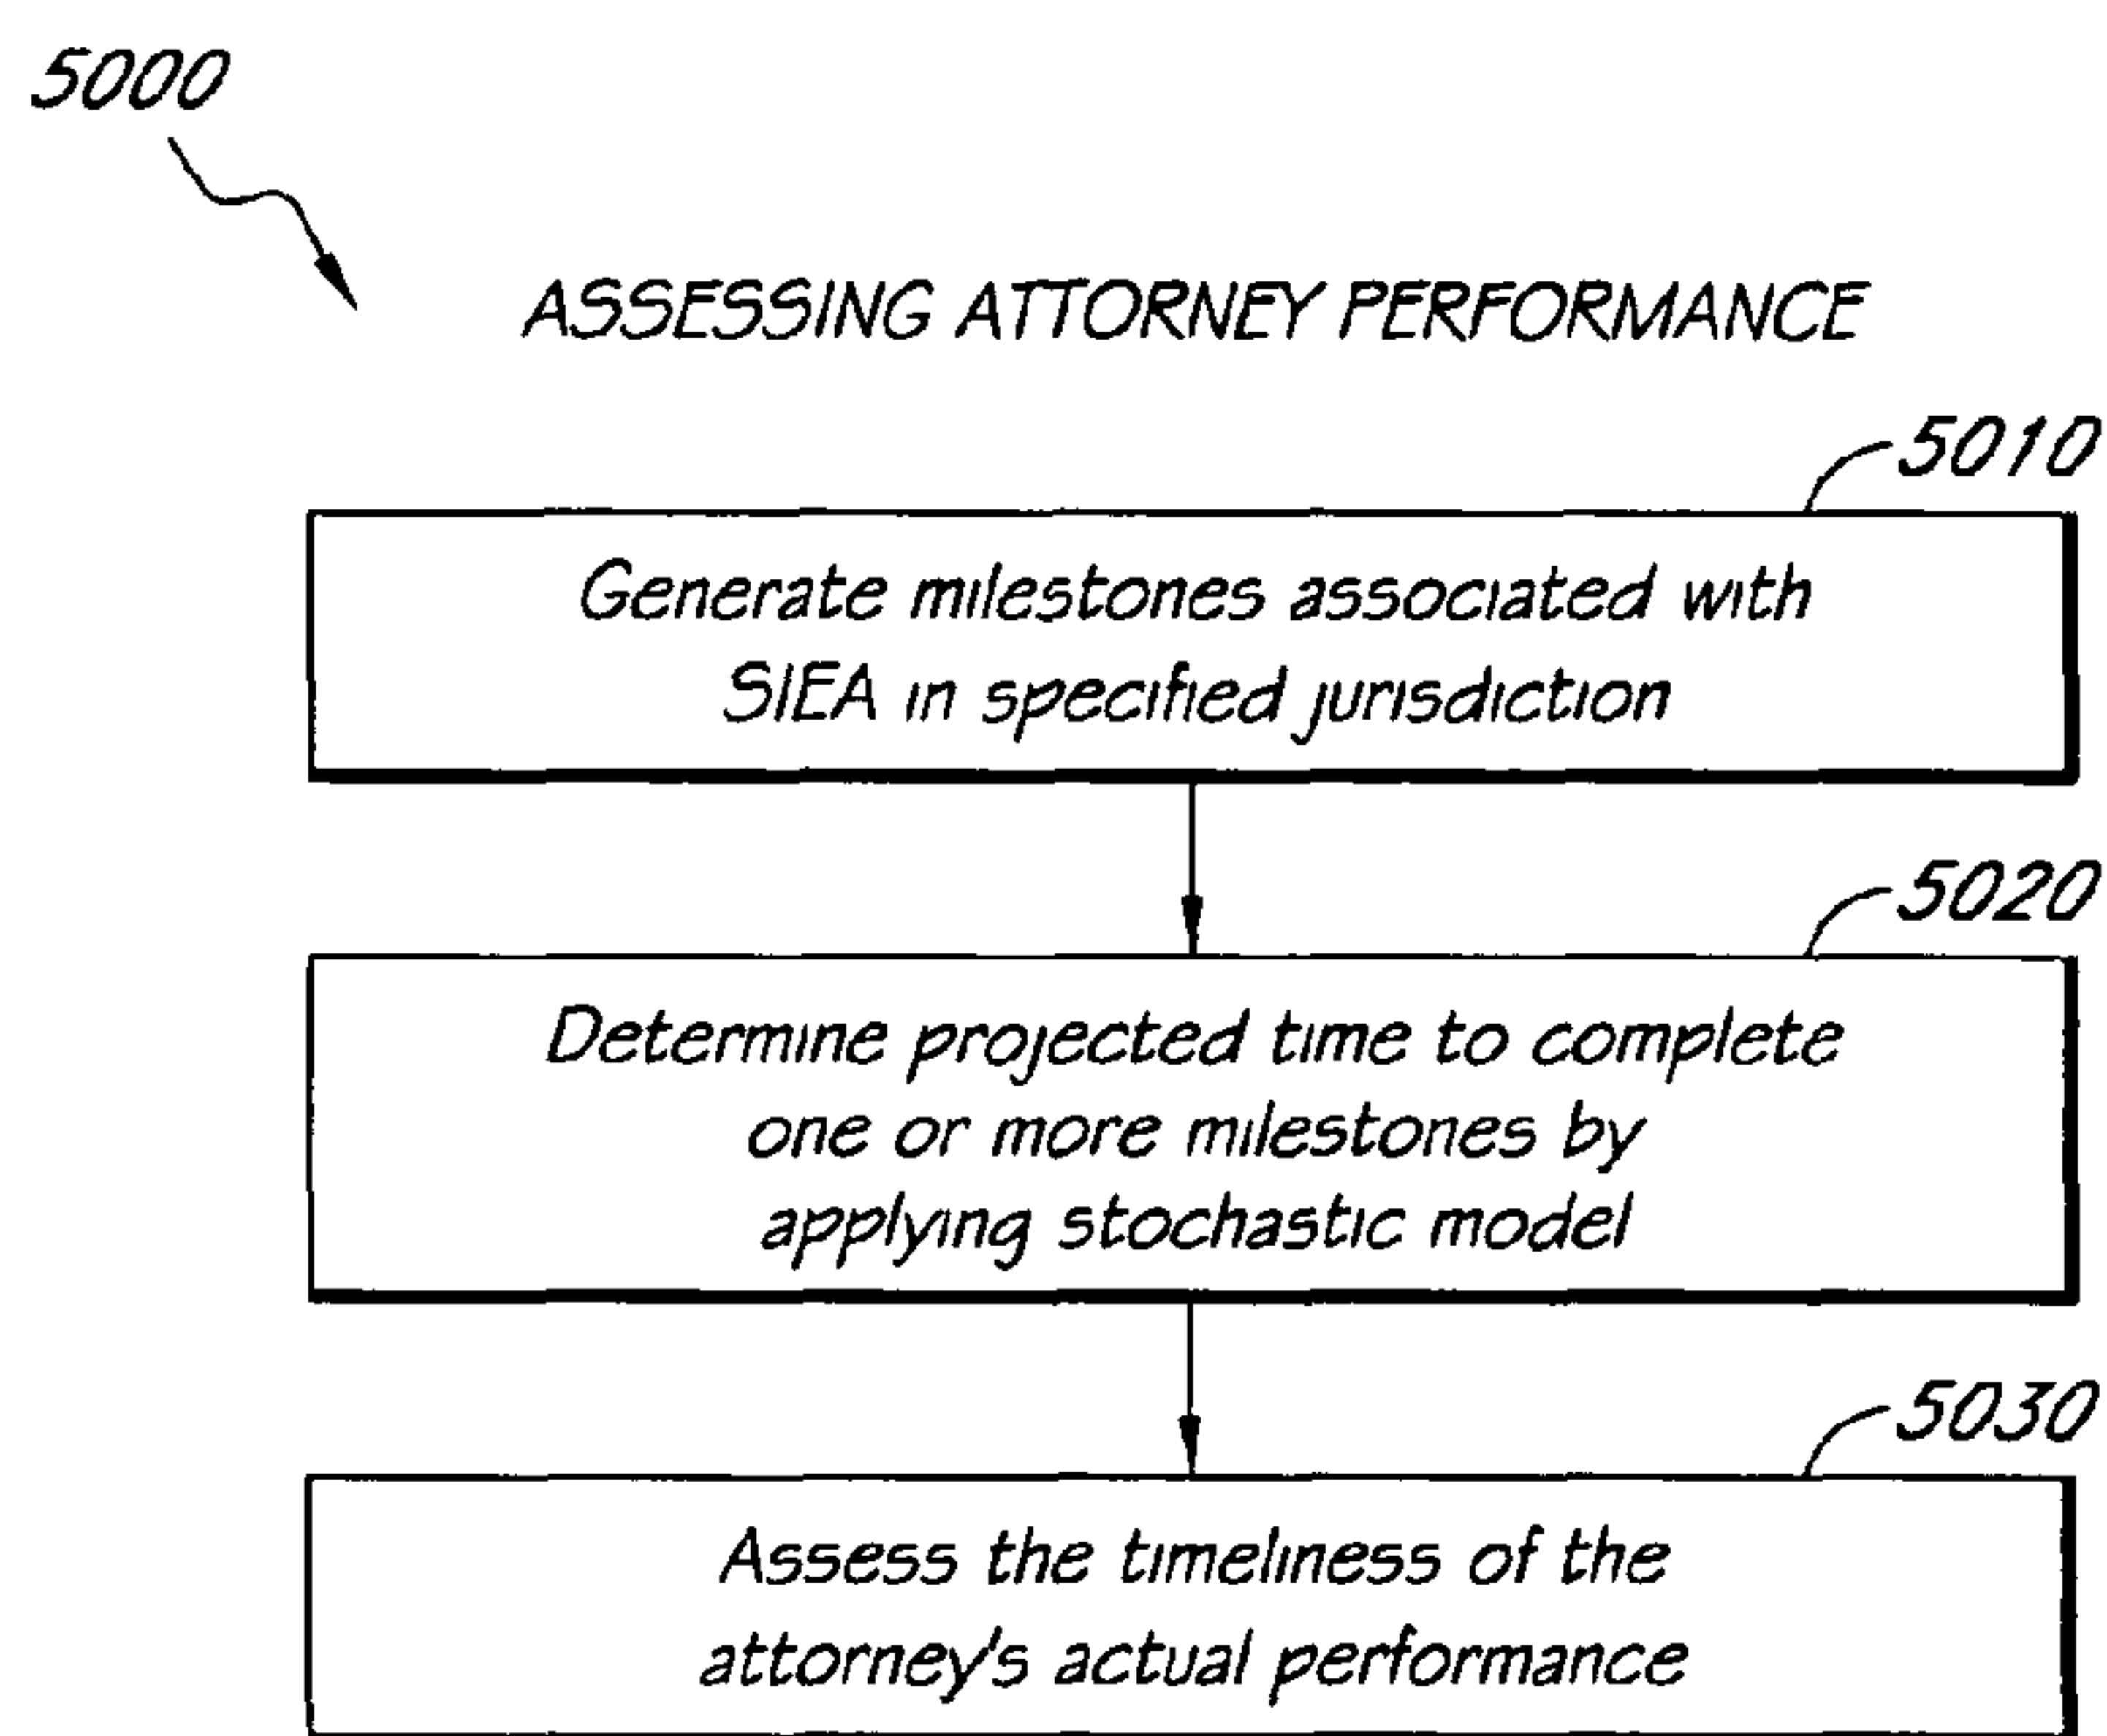 5000
ASSESSING ATTORNEY PERFORMANCE
5010
Generate milestones associated with
SIEA in specified jurisdiction
5020
Determine projected time to complete
one or more milestones by
applying stochastic model
5030
Assess the timeliness of the
attorney's actual performance